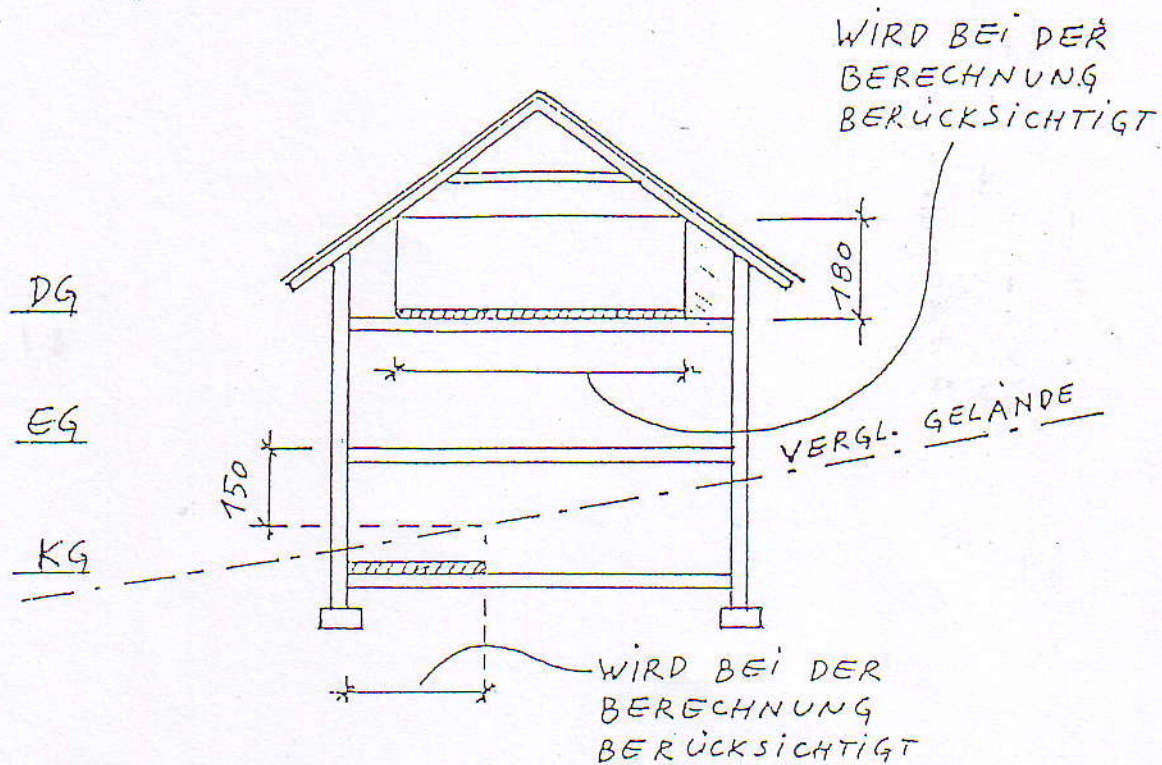 WIRD BEI DER
BERECHNUNG
BERÜCKSICHTIGT
DG
180
EG
VERGL. GELÄNDE
150
KG
WIRD BEI DER
BERECHNUNG
BERÜCKSICHTIGT